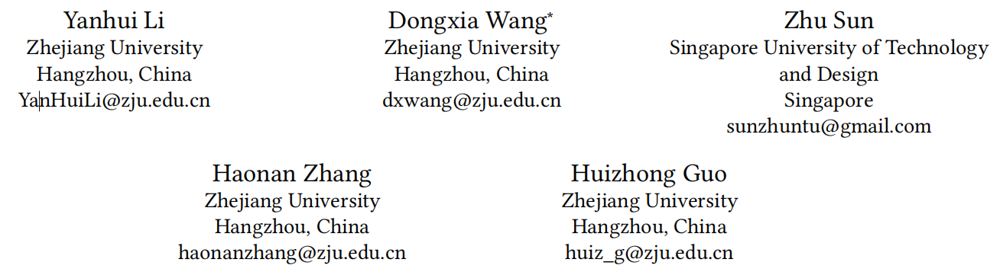 Yanhui Li
Zhejiang University
Hangzhou, China
YanHuiLi@zju.edu.cn
Dongxia Wang*
Zhejiang University
Hangzhou, China
dxwang@zju.edu.cn
Zhu Sun
Singapore University of Technology
and Design
Singapore
sunzhuntu@gmail.com
Haonan Zhang
Zhejiang University
Hangzhou, China
haonanzhang@zju.edu.cn
Huizhong Guo
Zhejiang University
Hangzhou, China
huiz_g@zju.edu.cn